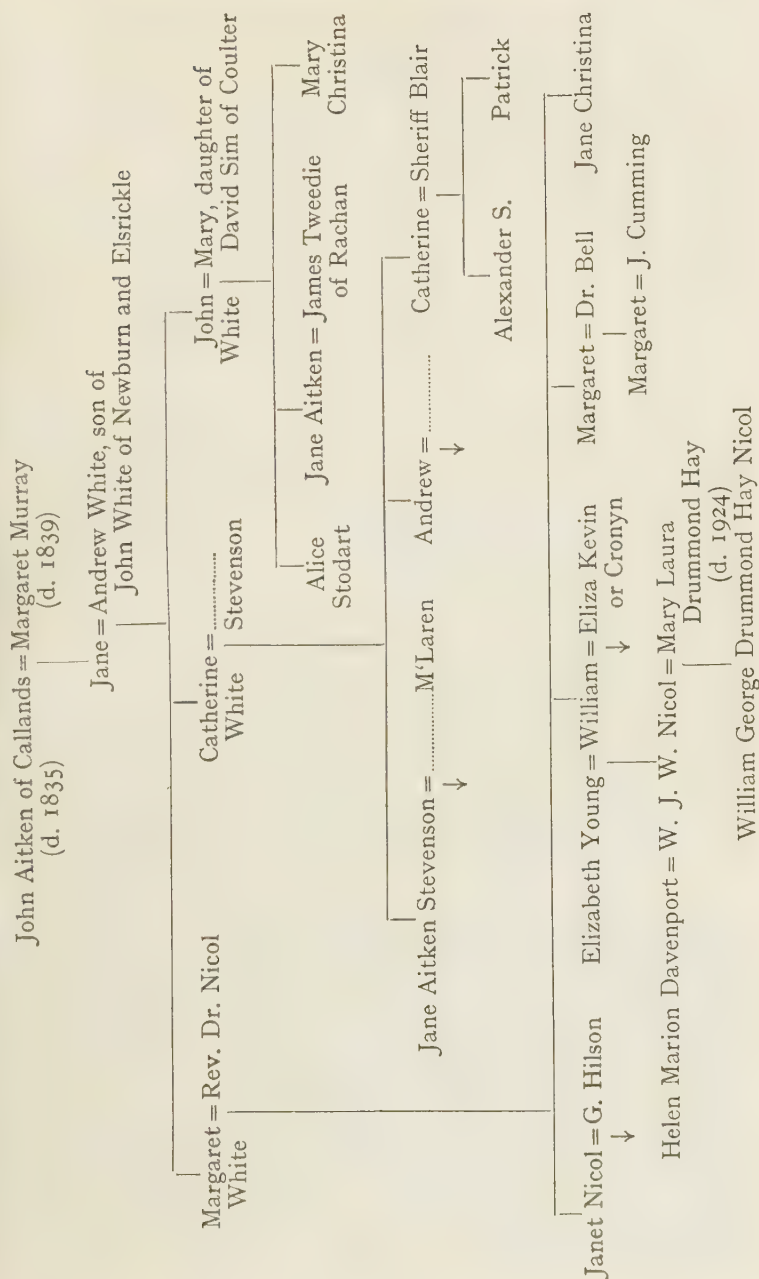 John Aitken of Callands = Margaret Murray
(d. 1835) (d. 1839)
Jane = Andrew White, son of
John White of Newburn and Elsrickle
Margaret = Rev. Dr. Nicol
White
Catherine = ..............
White Stevenson
John = Mary, daughter of
White David Sim of Coulter
Alice
Stodart
Jane Aitken = James Tweedie
of Rachan
Mary
Christina
Jane Aitken Stevenson = .............. M‘Laren
↓
Andrew = ..............
↓
Catherine = Sheriff Blair
Alexander S.
Patrick
Janet Nicol = G. Hilson
↓
Elizabeth Young = William = Eliza Kevin
↓ or Cronyn
Margaret = Dr. Bell
Jane Christina
Margaret = J. Cumming
Helen Marion Davenport = W. J. W. Nicol = Mary Laura
Drummond Hay
(d. 1924)
William George Drummond Hay Nicol